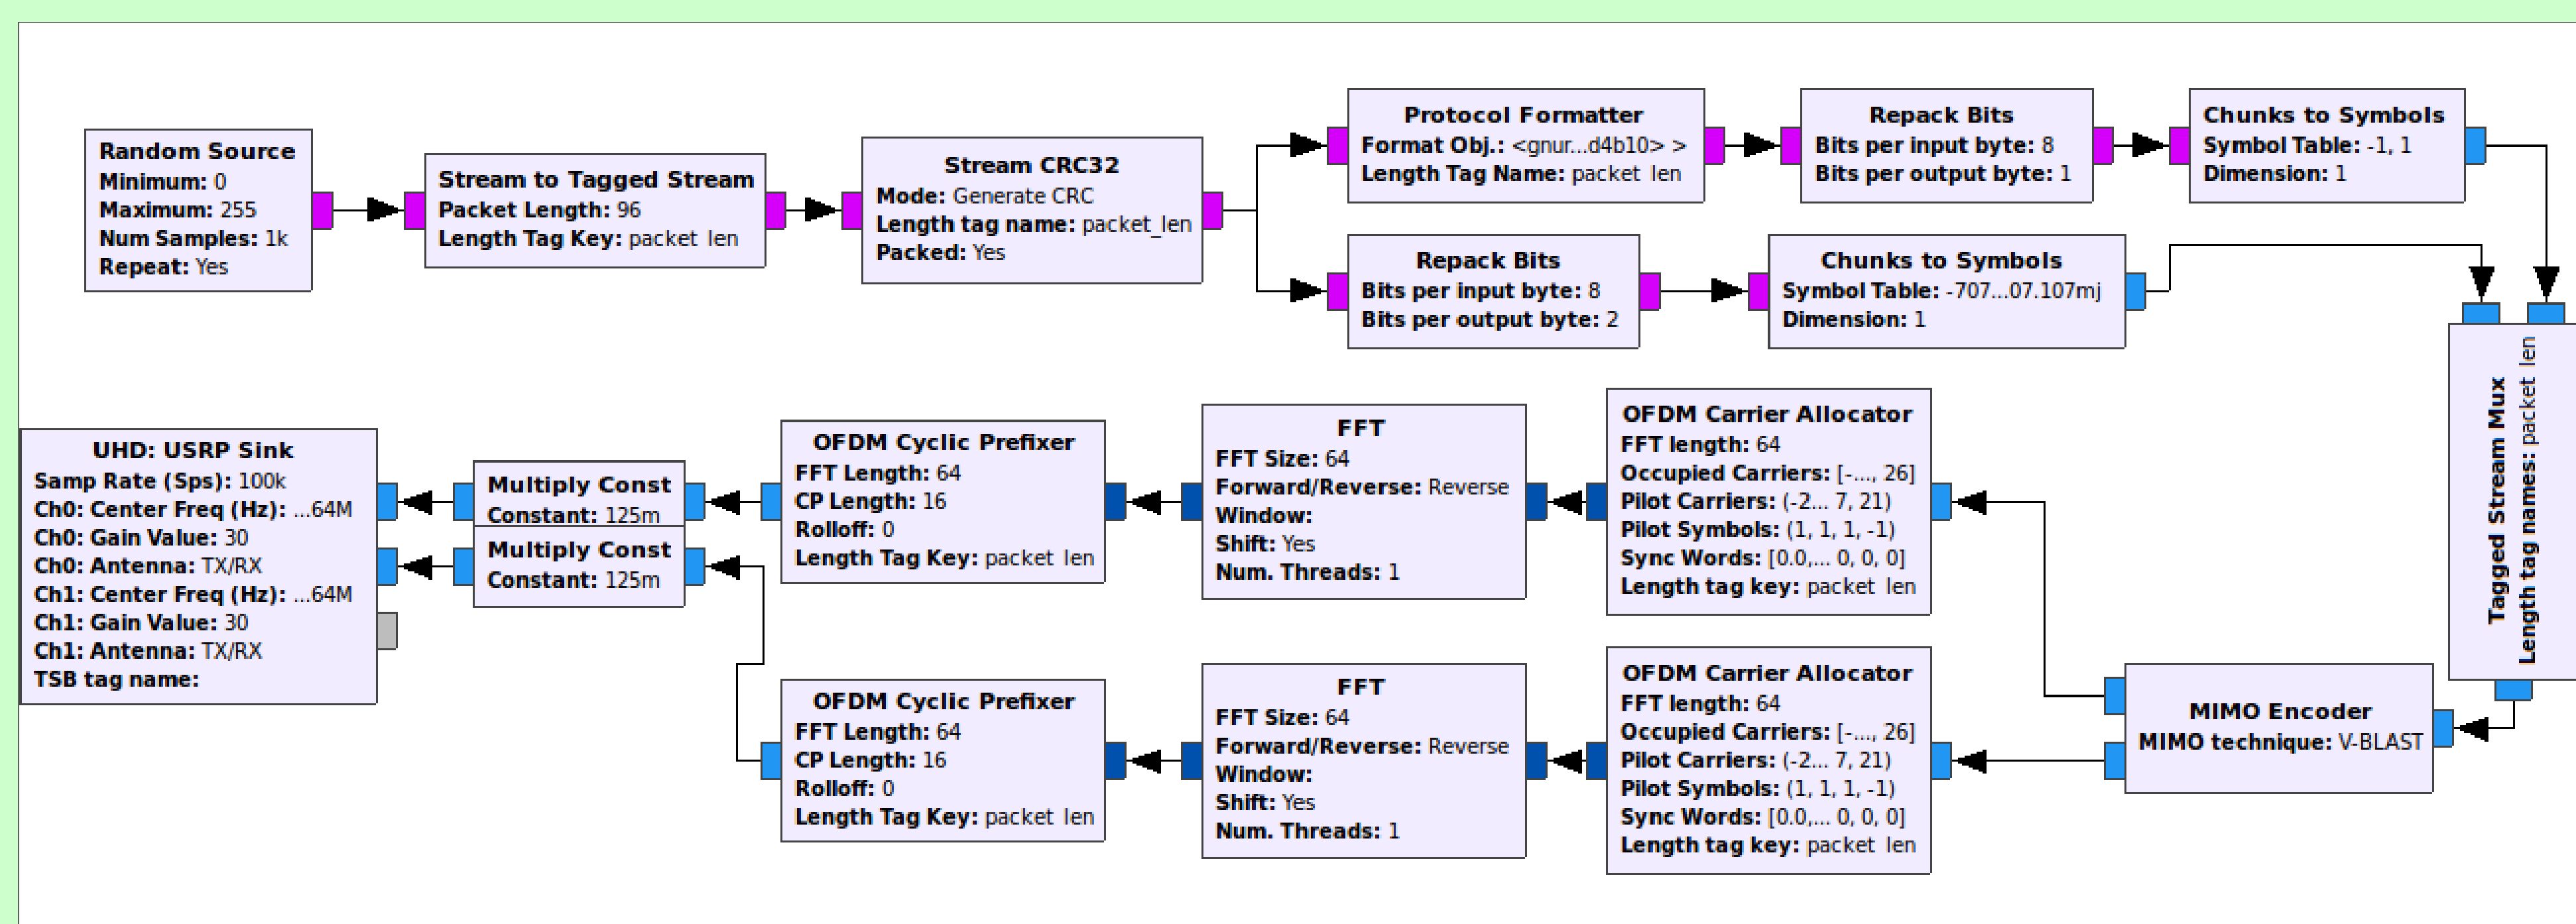 Random Source
Minimum: 0
Maximum: 255
Num Samples: 1k
Repeat: Yes
Stream to Tagged Stream
Packet Length: 96
Length Tag Key: packet_len
Stream CRC32
Mode: Generate CRC
Length tag name: packet_len
Packed: Yes
Protocol Formatter
Format Obj.: <gnur...d4b10> >
Length Tag Name: packet_len
Repack Bits
Bits per input byte: 8
Bits per output byte: 1
Chunks to Symbols
Symbol Table: -1, 1
Dimension: 1
Repack Bits
Bits per input byte: 8
Bits per output byte: 2
Chunks to Symbols
Symbol Table: -707...07.107mj
Dimension: 1
Tagged Stream Mux
Length tag names: packet_len
MIMO Encoder
MIMO technique: V-BLAST
OFDM Carrier Allocator
FFT length: 64
Occupied Carriers: [-..., 26]
Pilot Carriers: (-2... 7, 21)
Pilot Symbols: (1, 1, 1, -1)
Sync Words: [0.0,... 0, 0, 0]
Length tag key: packet_len
FFT
FFT Size: 64
Forward/Reverse: Reverse
Window:
Shift: Yes
Num. Threads: 1
OFDM Cyclic Prefixer
FFT Length: 64
CP Length: 16
Rolloff: 0
Length Tag Key: packet_len
Multiply Const
Constant: 125m
Multiply Const
Constant: 125m
UHD: USRP Sink
Samp Rate (Sps): 100k
Ch0: Center Freq (Hz): ...64M
Ch0: Gain Value: 30
Ch0: Antenna: TX/RX
Ch1: Center Freq (Hz): ...64M
Ch1: Gain Value: 30
Ch1: Antenna: TX/RX
TSB tag name:
OFDM Cyclic Prefixer
FFT Length: 64
CP Length: 16
Rolloff: 0
Length Tag Key: packet_len
FFT
FFT Size: 64
Forward/Reverse: Reverse
Window:
Shift: Yes
Num. Threads: 1
OFDM Carrier Allocator
FFT length: 64
Occupied Carriers: [-..., 26]
Pilot Carriers: (-2... 7, 21)
Pilot Symbols: (1, 1, 1, -1)
Sync Words: [0.0,... 0, 0, 0]
Length tag key: packet_len